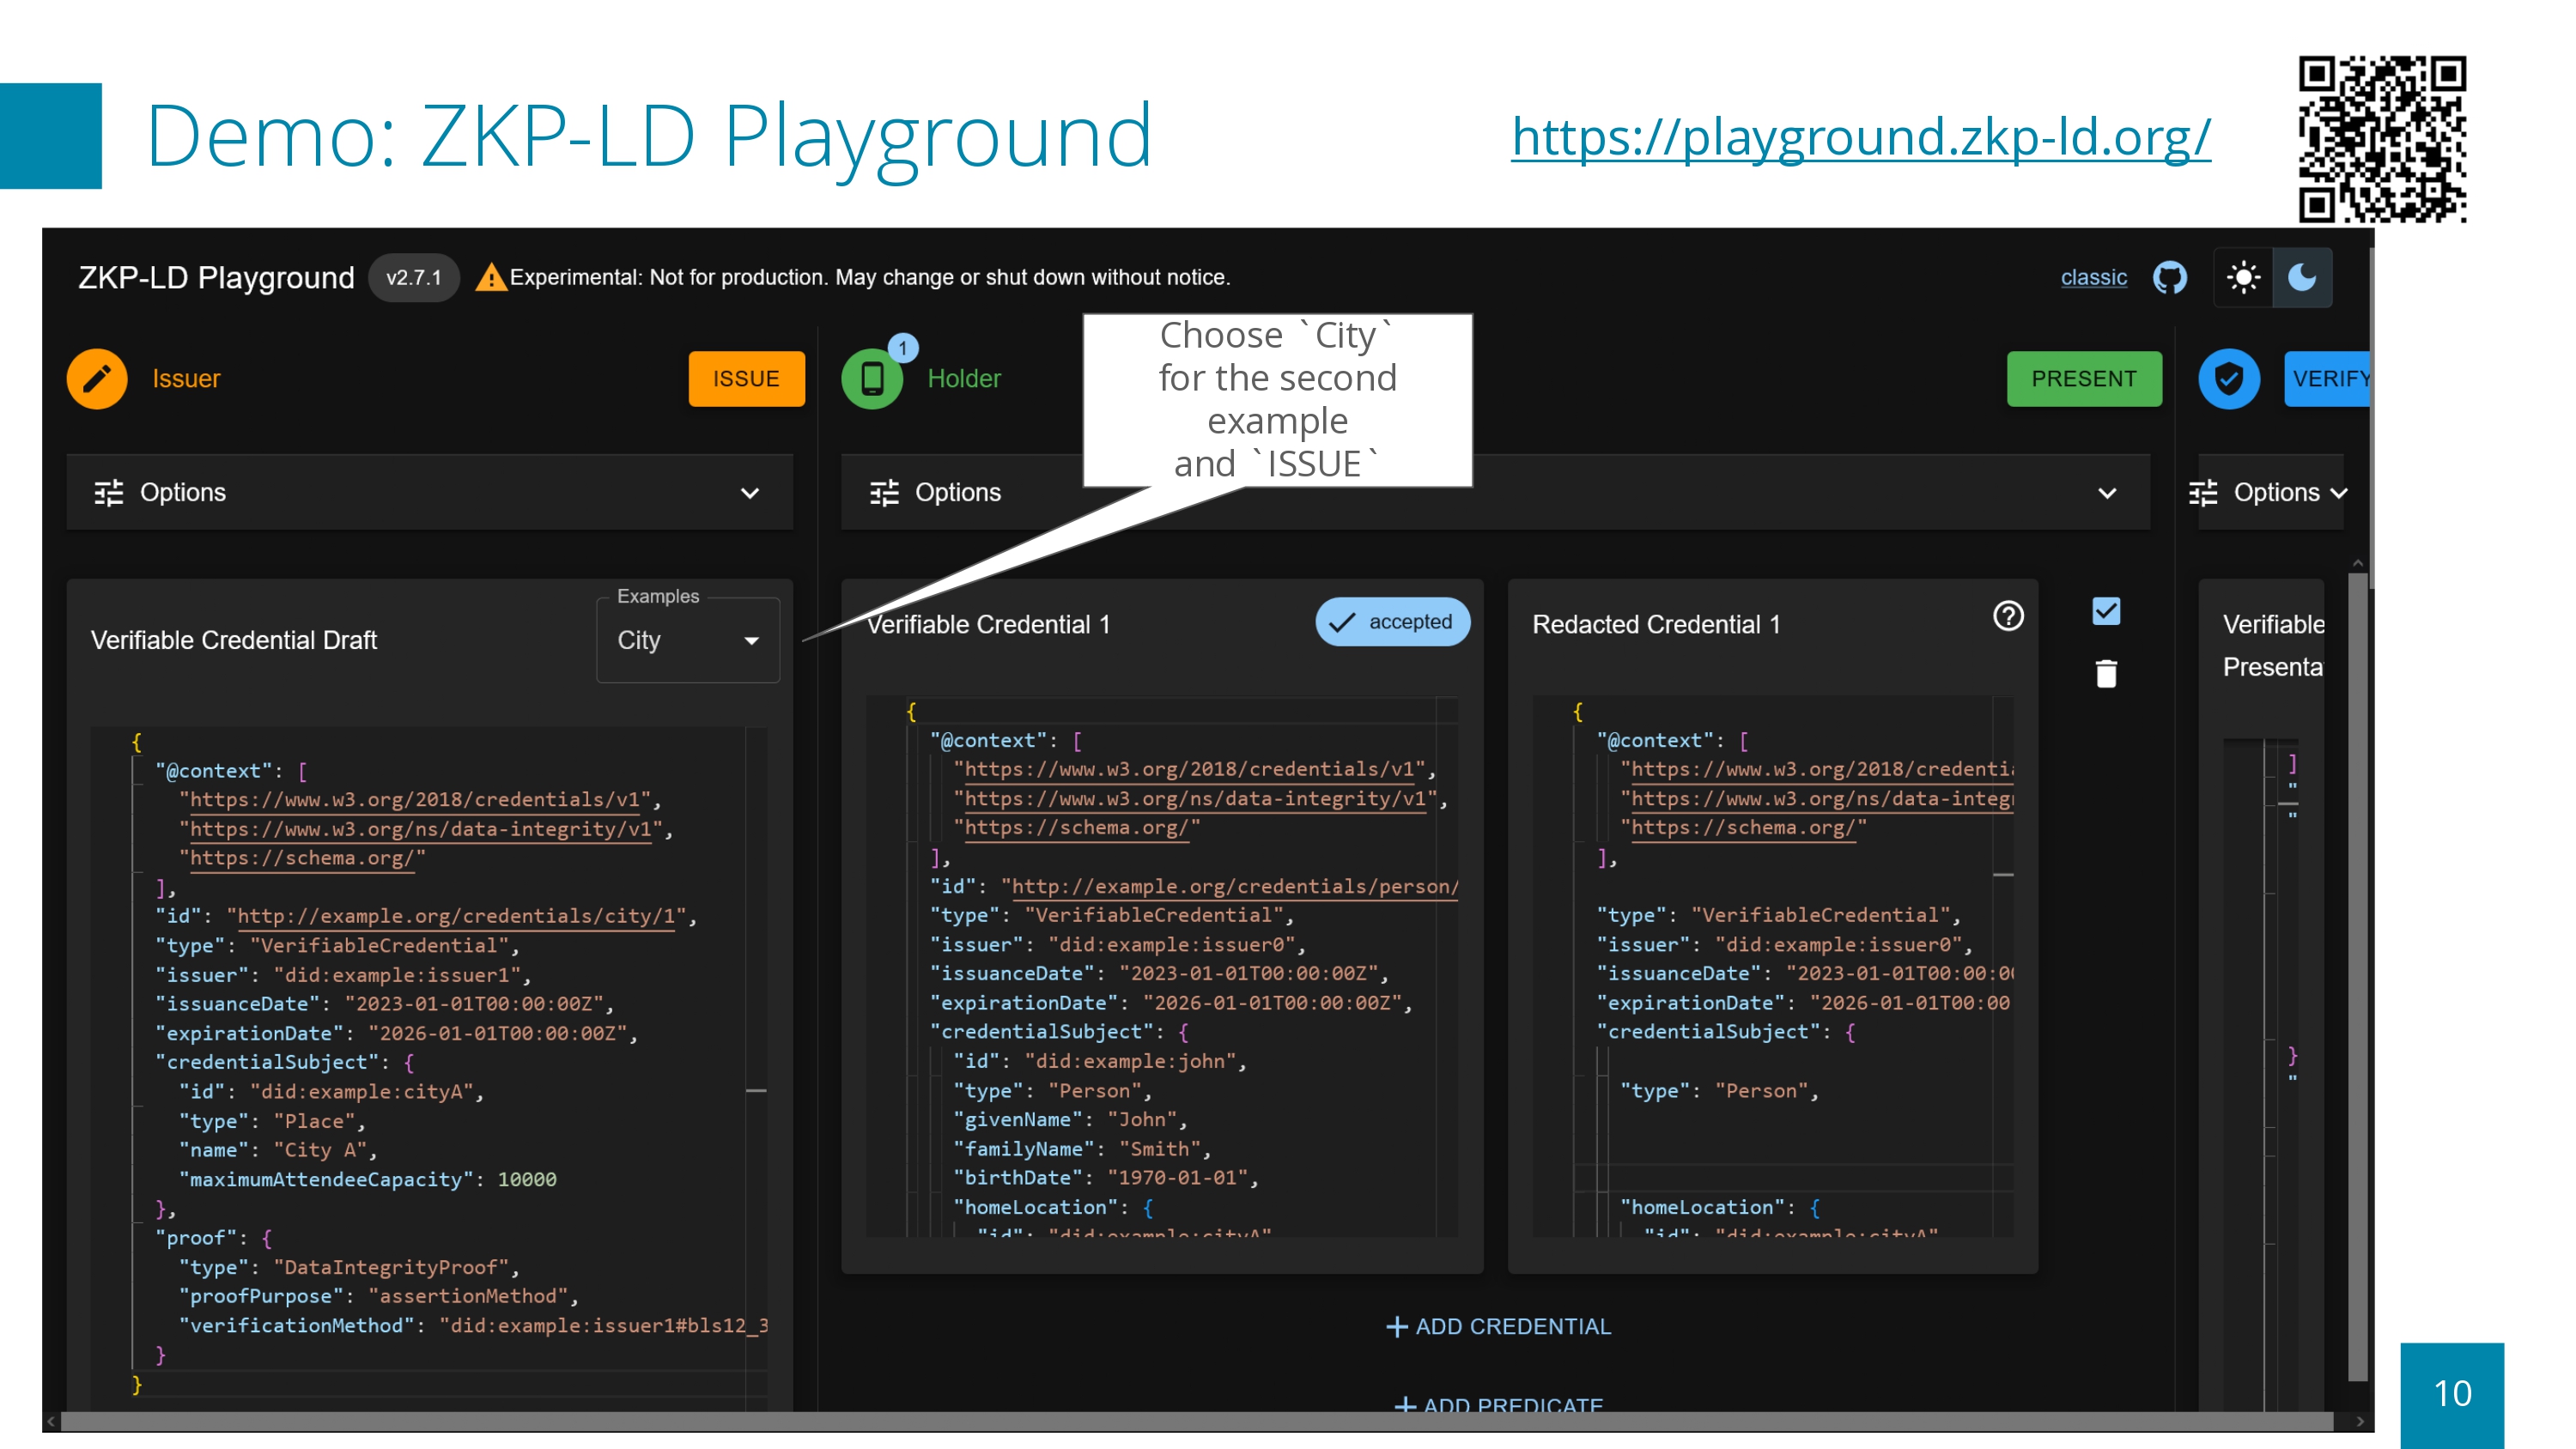 Demo: ZKP-LD Playground
https://playground.zkp-ld.org/
ZKP-LD Playground
v2.7.1
Experimental: Not for production. May change or shut down without notice.
classic
Issuer
ISSUE
1
Holder
Choose `City`
for the second
example
and `ISSUE`
PRESENT
VERIFY
Options
Options
Options
Verifiable Credential Draft
Examples
City
{
"@context": [
"https://www.w3.org/2018/credentials/v1",
"https://www.w3.org/ns/data-integrity/v1",
"https://schema.org/"
],
"id": "http://example.org/credentials/city/1",
"type": "VerifiableCredential",
"issuer": "did:example:issuer1",
"issuanceDate": "2023-01-01T00:00:00Z",
"expirationDate": "2026-01-01T00:00:00Z",
"credentialSubject": {
"id": "did:example:cityA",
"type": "Place",
"name": "City A",
"maximumAttendeeCapacity": 10000
},
"proof": {
"type": "DataIntegrityProof",
"proofPurpose": "assertionMethod",
"verificationMethod": "did:example:issuer1#bls12_3
}
}
Verifiable Credential 1
accepted
{
"@context": [
"https://www.w3.org/2018/credentials/v1",
"https://www.w3.org/ns/data-integrity/v1",
"https://schema.org/"
],
"id": "http://example.org/credentials/person/
"type": "VerifiableCredential",
"issuer": "did:example:issuer0",
"issuanceDate": "2023-01-01T00:00:00Z",
"expirationDate": "2026-01-01T00:00:00Z",
"credentialSubject": {
"id": "did:example:john",
"type": "Person",
"givenName": "John",
"familyName": "Smith",
"birthDate": "1970-01-01",
"homeLocation": {
"id": "did:example:cityA"
Redacted Credential 1
{
"@context": [
"https://www.w3.org/2018/credenti
"https://www.w3.org/ns/data-integ
"https://schema.org/"
],
"type": "VerifiableCredential",
"issuer": "did:example:issuer0",
"issuanceDate": "2023-01-01T00:00:0
"expirationDate": "2026-01-01T00:00
"credentialSubject": {
"type": "Person",
"homeLocation": {
"id": "did:example:cityA"
ADD CREDENTIAL
ADD PREDICATE
Verifiable
Presenta
]
"
"
}
"
10